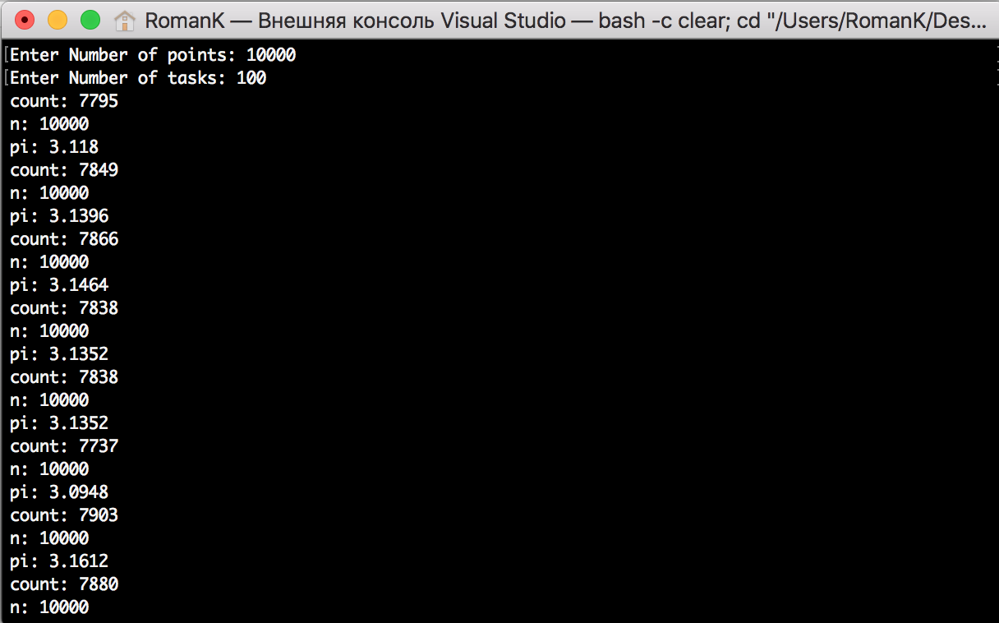 RomanK — Внешняя консоль Visual Studio — bash -c clear; cd "/Users/RomanK/Des...
[Enter Number of points: 10000
[Enter Number of tasks: 100
count: 7795
n: 10000
pi: 3.118
count: 7849
n: 10000
pi: 3.1396
count: 7866
n: 10000
pi: 3.1464
count: 7838
n: 10000
pi: 3.1352
count: 7838
n: 10000
pi: 3.1352
count: 7737
n: 10000
pi: 3.0948
count: 7903
n: 10000
pi: 3.1612
count: 7880
n: 10000